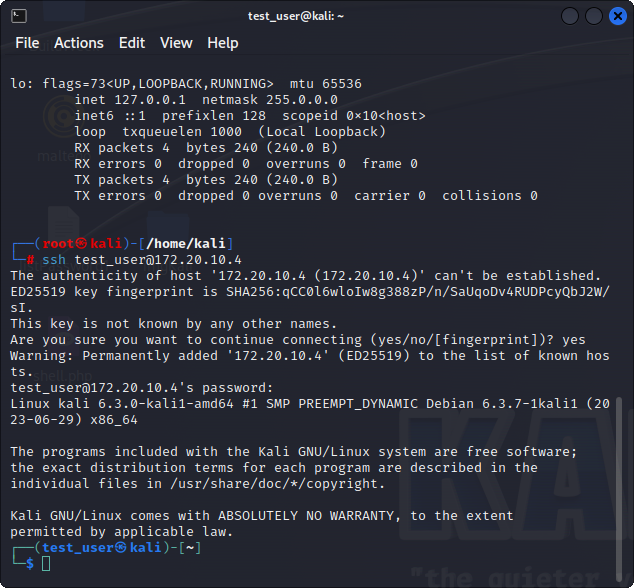 test_user@kali: ~
File Actions Edit View Help
lo: flags=73<UP,LOOPBACK,RUNNING>  mtu 65536
        inet 127.0.0.1  netmask 255.0.0.0
        inet6 ::1  prefixlen 128  scopeid 0×10<host>
        loop  txqueuelen 1000  (Local Loopback)
        RX packets 4  bytes 240 (240.0 B)
        RX errors 0  dropped 0  overruns 0  frame 0
        TX packets 4  bytes 240 (240.0 B)
        TX errors 0  dropped 0 overruns 0  carrier 0  collisions 0
┌──(root㉿kali)-[/home/kali]
└─# ssh test_user@172.20.10.4
The authenticity of host '172.20.10.4 (172.20.10.4)' can't be established.
ED25519 key fingerprint is SHA256:qCC0l6wloIw8g388zP/n/SaUqoDv4RUDPcyQbJ2W/
sI.
This key is not known by any other names.
Are you sure you want to continue connecting (yes/no/[fingerprint])? yes
Warning: Permanently added '172.20.10.4' (ED25519) to the list of known hos
ts.
test_user@172.20.10.4's password:
Linux kali 6.3.0-kali1-amd64 #1 SMP PREEMPT_DYNAMIC Debian 6.3.7-1kali1 (20
23-06-29) x86_64
The programs included with the Kali GNU/Linux system are free software;
the exact distribution terms for each program are described in the
individual files in /usr/share/doc/*/copyright.
Kali GNU/Linux comes with ABSOLUTELY NO WARRANTY, to the extent
permitted by applicable law.
┌──(test_user㉿kali)-[~]
└─$
KA
"the quieter